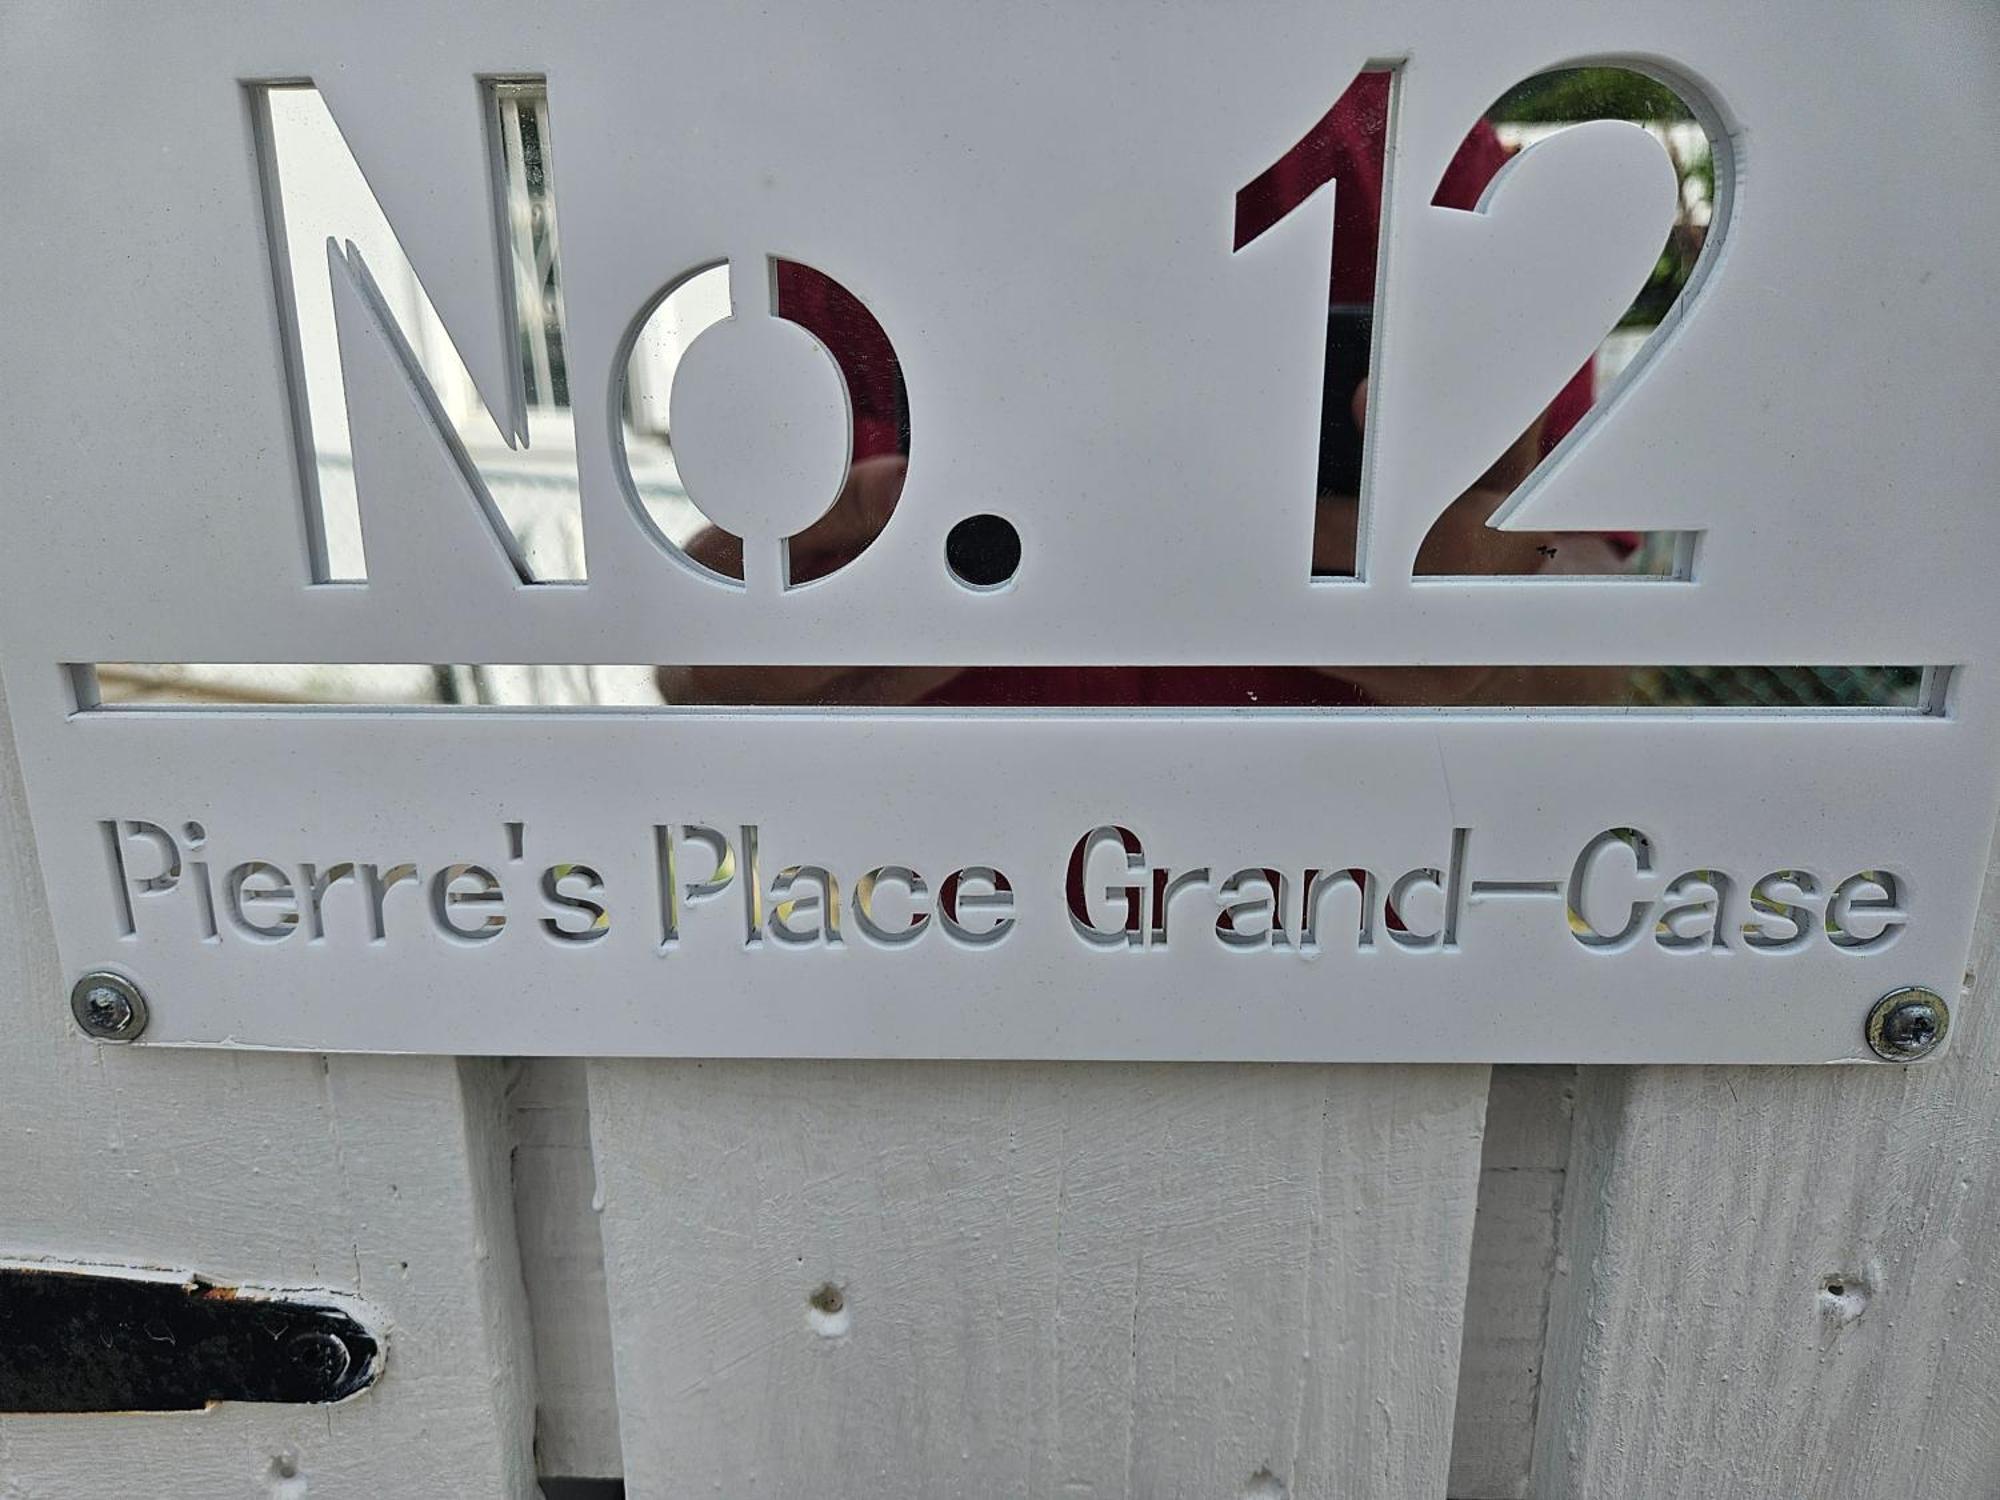 No. 12
Pierre's Place Grand-Case